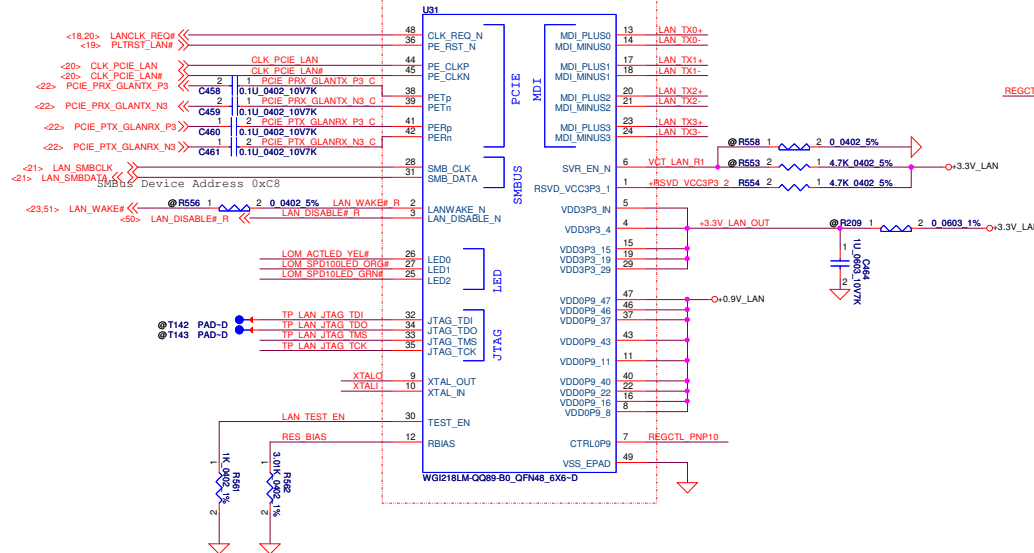 U31
<18,20> LANCLK_REQ# 48 CLK_REQ_N
<19> PLTRST_LAN# 36 PE_RST_N
<20> CLK_PCIE_LAN CLK_PCIE_LAN 44 PE_CLKP
<20> CLK_PCIE_LAN# CLK_PCIE_LAN# 45 PE_CLKN
<22> PCIE_PRX_GLANTX_P3 2 1 PCIE_PRX_GLANTX_P3_C 38 PETp
C458 0.1U_0402_10V7K
<22> PCIE_PRX_GLANTX_N3 2 1 PCIE_PRX_GLANTX_N3_C 39 PETn
C459 0.1U_0402_10V7K
<22> PCIE_PTX_GLANRX_P3 2 1 PCIE_PTX_GLANRX_P3_C 41 PERp
C460 0.1U_0402_10V7K
<22> PCIE_PTX_GLANRX_N3 2 1 PCIE_PTX_GLANRX_N3_C 42 PERn
C461 0.1U_0402_10V7K
PCIE
<21> LAN_SMBCLK 28 SMB_CLK
<21> LAN_SMBDATA 31 SMB_DATA
SMBus Device Address 0xC8
SMBUS
@R556 1 2 0_0402_5%
<23,51> LAN_WAKE# LAN_WAKE#_R 2 LANWAKE_N
<50> LAN_DISABLE#_R LAN_DISABLE#_R 3 LAN_DISABLE_N
LOM_ACTLED_YEL# 26 LED0
LOM_SPD100LED_ORG# 27 LED1
LOM_SPD10LED_GRN# 25 LED2
LED
@T142 PAD~D TP_LAN_JTAG_TDI 32 JTAG_TDI
@T143 PAD~D TP_LAN_JTAG_TDO 34 JTAG_TDO
TP_LAN_JTAG_TMS 33 JTAG_TMS
TP_LAN_JTAG_TCK 35 JTAG_TCK
JTAG
XTALO 9 XTAL_OUT
XTALI 10 XTAL_IN
LAN_TEST_EN 30 TEST_EN
RES_BIAS 12 RBIAS
1 2 R561 1K_0402_1%
1 2 R562 3.01K_0402_1%
MDI
MDI_PLUS0 13 LAN_TX0+
MDI_MINUS0 14 LAN_TX0-
MDI_PLUS1 17 LAN_TX1+
MDI_MINUS1 18 LAN_TX1-
MDI_PLUS2 20 LAN_TX2+
MDI_MINUS2 21 LAN_TX2-
MDI_PLUS3 23 LAN_TX3+
MDI_MINUS3 24 LAN_TX3-
REGCT
@R558 1 2 0_0402_5%
SVR_EN_N 6 VCT_LAN_R1 @R553 2 1 4.7K_0402_5% +3.3V_LAN
RSVD_VCC3P3_1 1 +RSVD_VCC3P3_2 R554 2 1 4.7K_0402_5%
VDD3P3_IN 5
VDD3P3_4 4 +3.3V_LAN_OUT @R209 1 2 0_0603_1% +3.3V_LAN
VDD3P3_15 15
VDD3P3_19 19
VDD3P3_29 29
1 2 C464 1U_0603_10V7K
VDD0P9_47 47 +0.9V_LAN
VDD0P9_46 46
VDD0P9_37 37
VDD0P9_43 43
VDD0P9_11 11
VDD0P9_40 40
VDD0P9_22 22
VDD0P9_16 16
VDD0P9_8 8
CTRL0P9 7 REGCTL_PNP10
VSS_EPAD 49
WGI218LM-QQ89-B0_QFN48_6X6~D